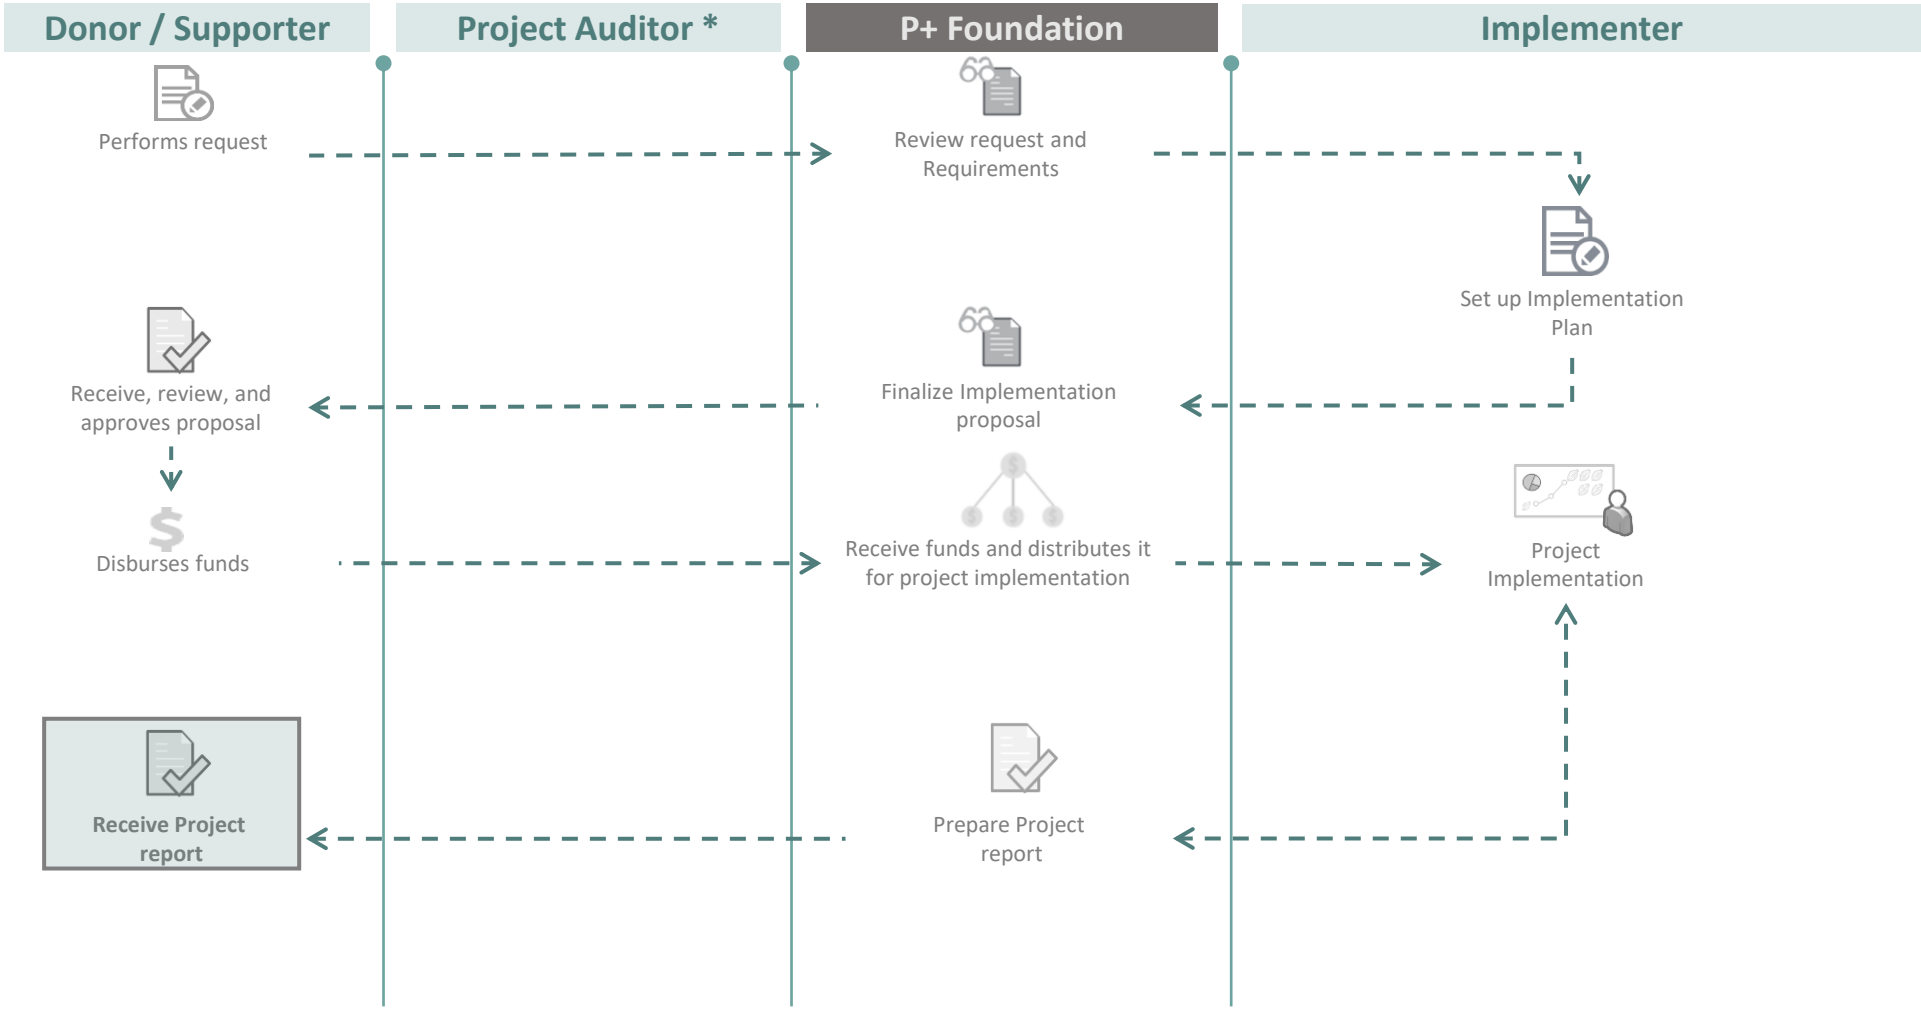 Donor / Supporter
Project Auditor *
P+ Foundation
Implementer
Performs request
Review request and
Requirements
Set up Implementation
Plan
Receive, review, and
approves proposal
Finalize Implementation
proposal
Disburses funds
Receive funds and distributes it
for project implementation
Project
Implementation
Receive Project
report
Prepare Project
report